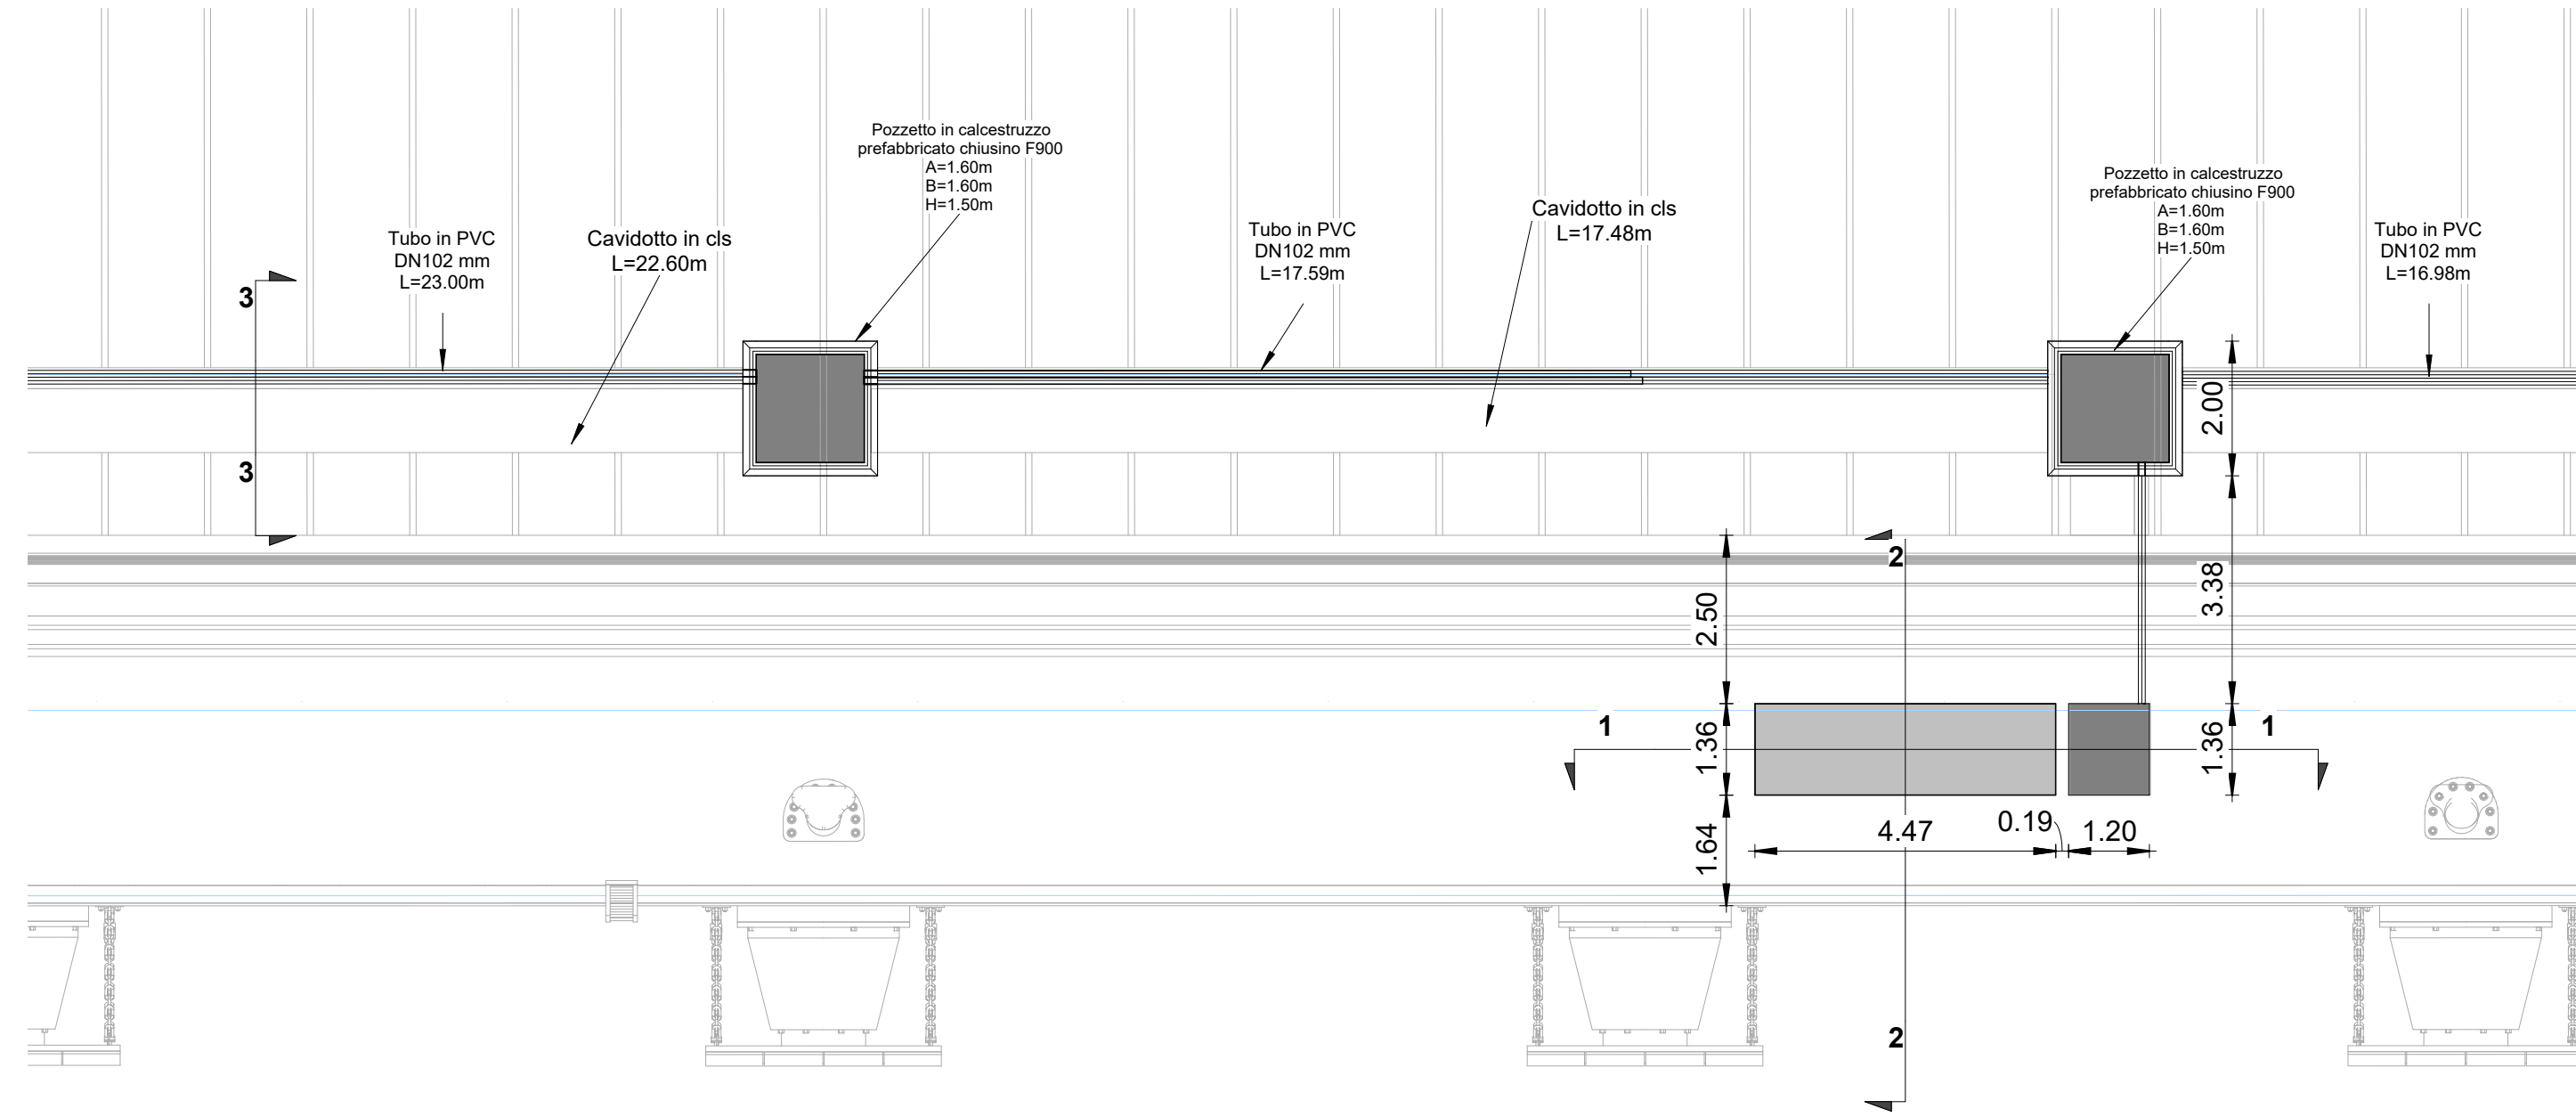 Pozzetto in calcestruzzo
prefabbricato chiusino F900
A=1.60m
B=1.60m
H=1.50m
Pozzetto in calcestruzzo
prefabbricato chiusino F900
A=1.60m
B=1.60m
H=1.50m
Tubo in PVC
DN102 mm
L=23.00m
Cavidotto in cls
L=22.60m
Tubo in PVC
DN102 mm
L=17.59m
Cavidotto in cls
L=17.48m
Tubo in PVC
DN102 mm
L=16.98m
3
3
2.00
2
3.38
2.50
1
1
1.36
1.36
0.19
4.47
1.20
1.64
2